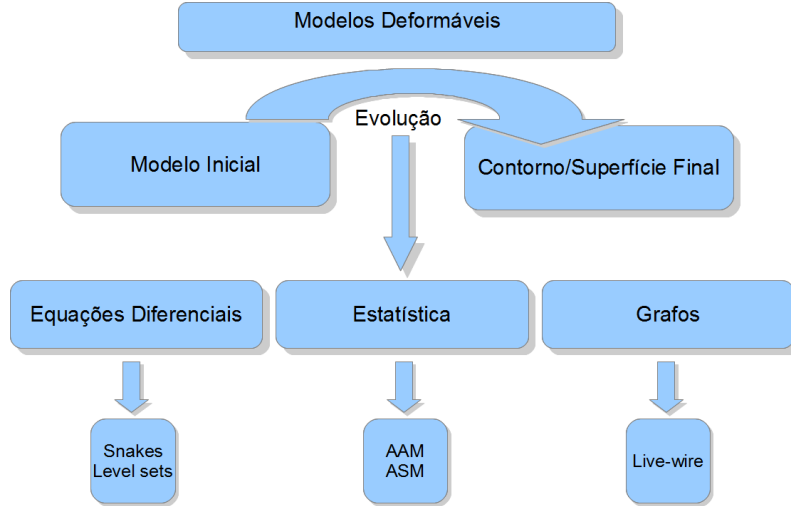 Modelos Deformáveis
Evolução
Modelo Inicial
Contorno/Superfície Final
Equações Diferenciais
Estatística
Grafos
Snakes
Level sets
AAM
ASM
Live-wire